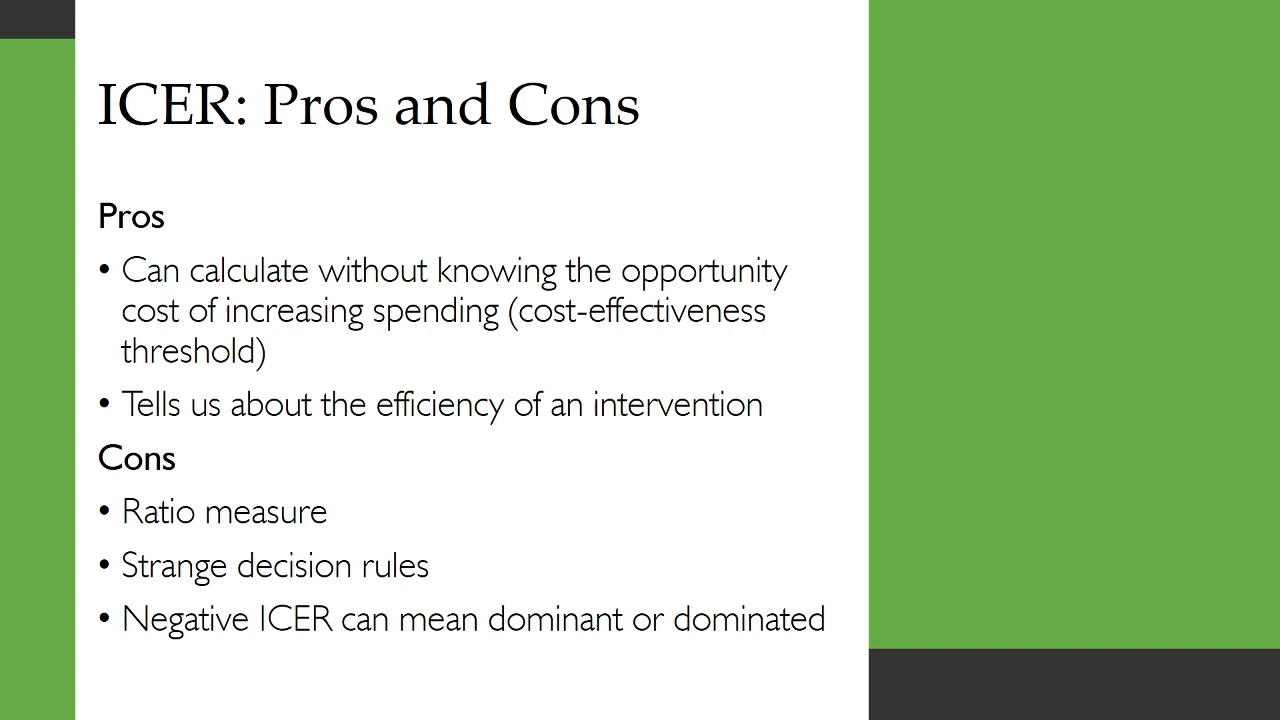 ICER: Pros and Cons
Pros
• Can calculate without knowing the opportunity
cost of increasing spending (cost-effectiveness
threshold)
• Tells us about the efficiency of an intervention
Cons
• Ratio measure
• Strange decision rules
• Negative ICER can mean dominant or dominated